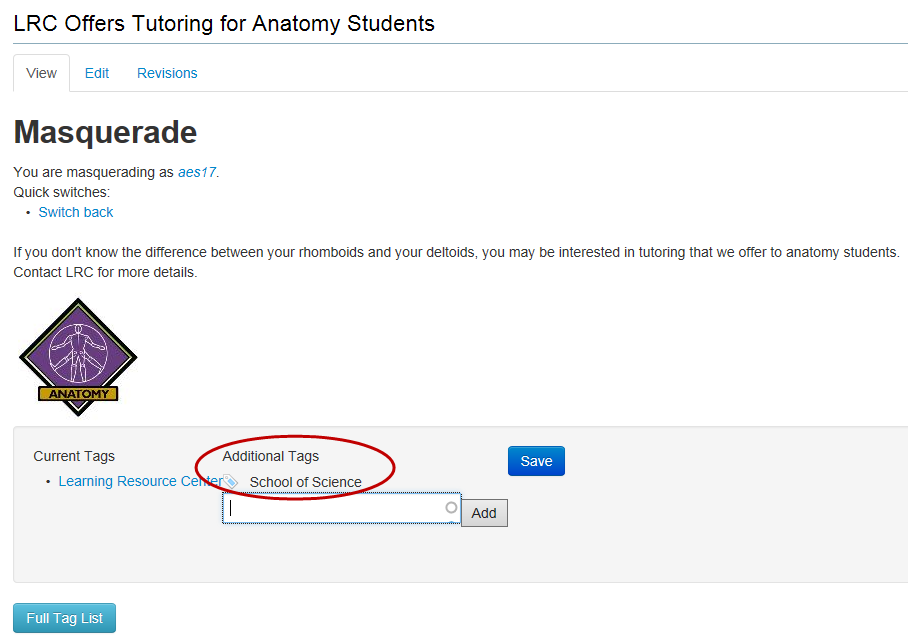 LRC Offers Tutoring for Anatomy Students
View Edit Revisions
Masquerade
You are masquerading as aes17.
Quick switches:
• Switch back
If you don't know the difference between your rhomboids and your deltoids, you may be interested in tutoring that we offer to anatomy students.
Contact LRC for more details.
ANATOMY
Current Tags Additional Tags Save
• Learning Resource Center School of Science
Add
Full Tag List